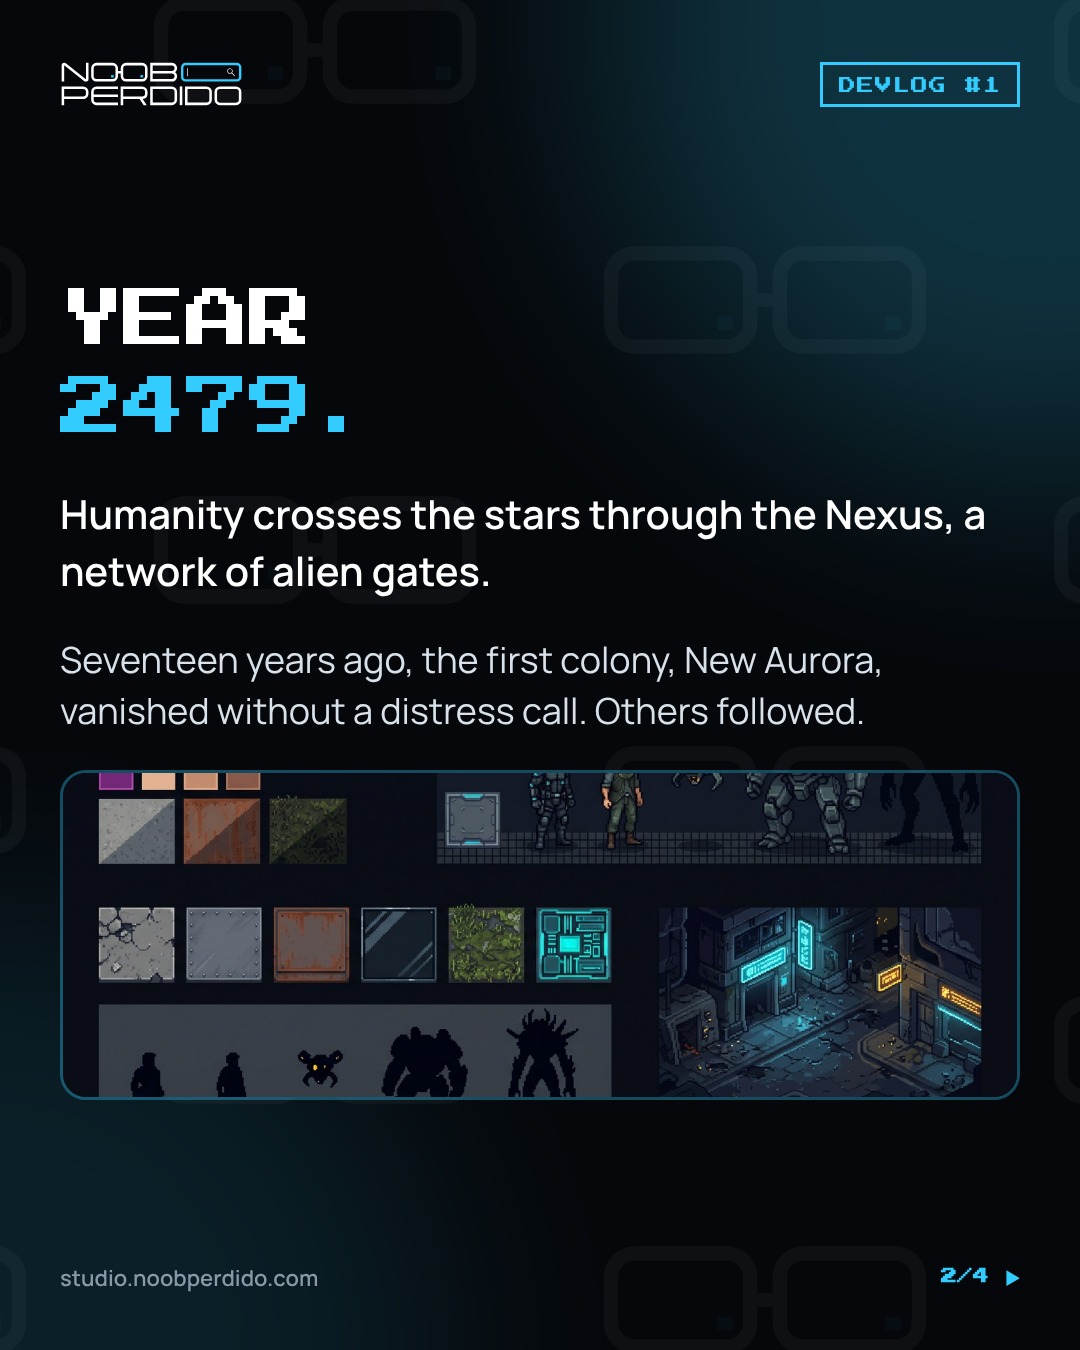 NOOB
PERDIDO
DEVLOG #1
YEAR
2479.
Humanity crosses the stars through the Nexus, a
network of alien gates.
Seventeen years ago, the first colony, New Aurora,
vanished without a distress call. Others followed.
studio.noobperdido.com
2/4